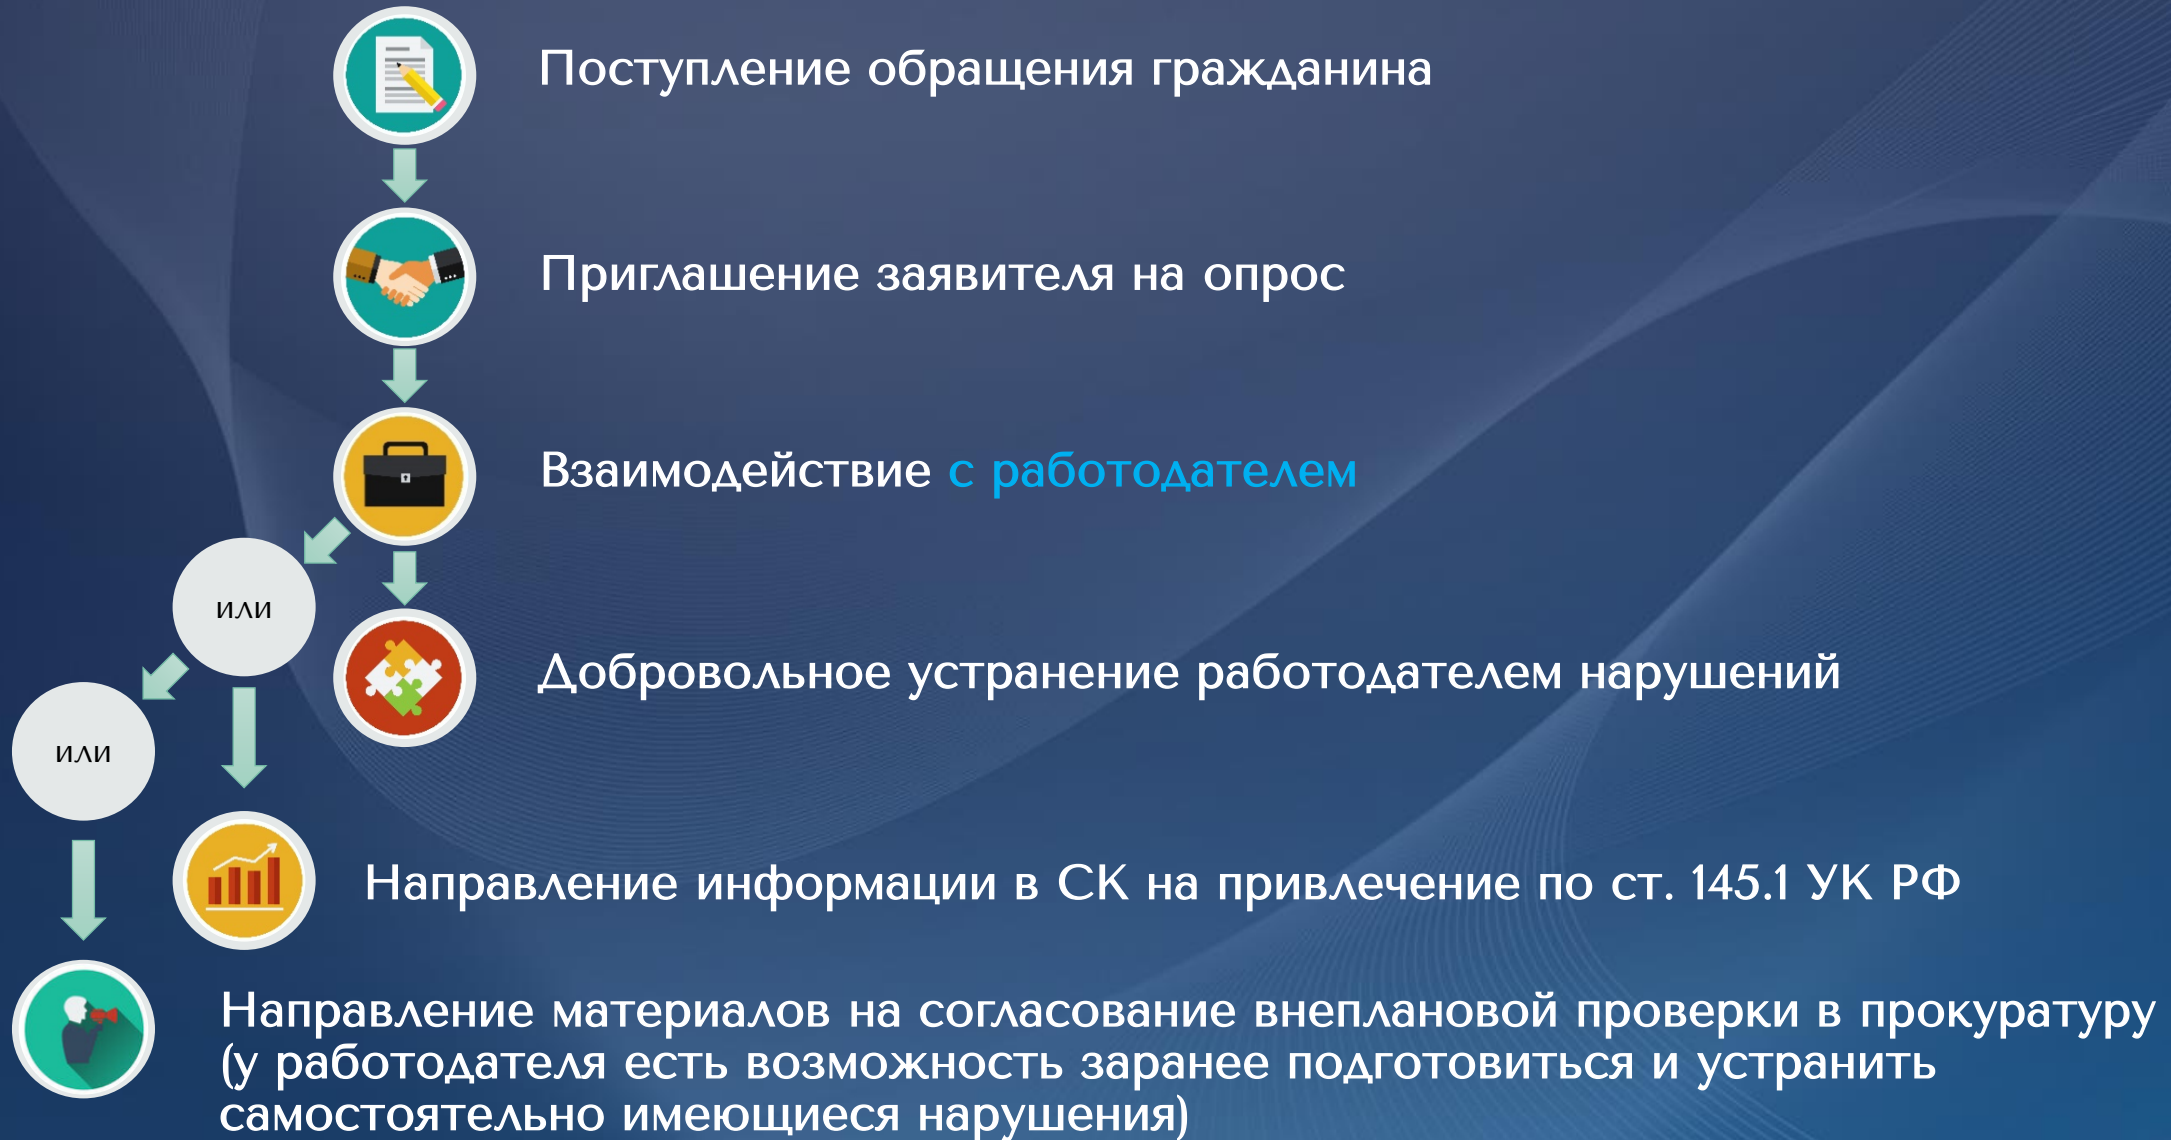 Поступление обращения гражданина
Приглашение заявителя на опрос
Взаимодействие с работодателем
или
Добровольное устранение работодателем нарушений
или
Направление информации в СК на привлечение по ст. 145.1 УК РФ
Направление материалов на согласование внеплановой проверки в прокуратуру
(у работодателя есть возможность заранее подготовиться и устранить
самостоятельно имеющиеся нарушения)